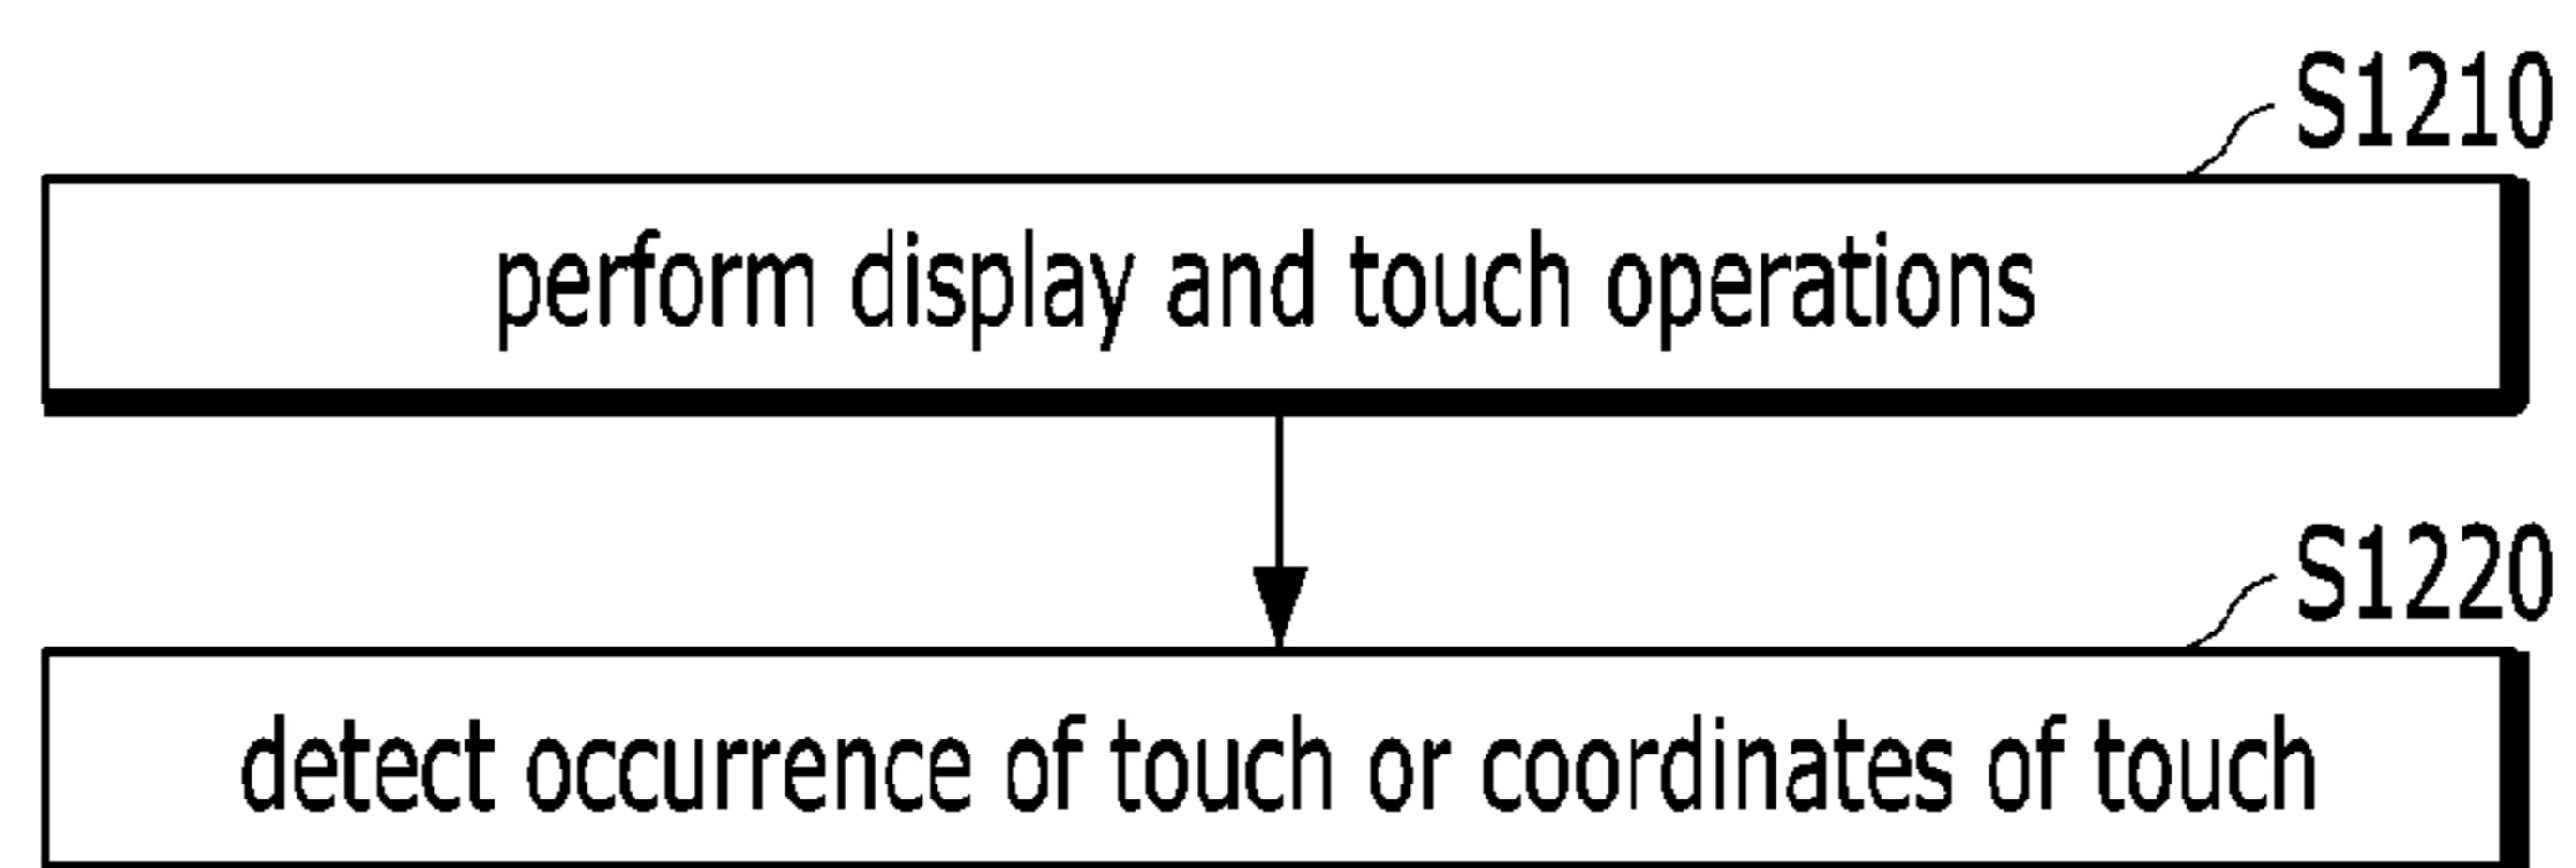 S1210
perform display and touch operations
S1220
detect occurrence of touch or coordinates of touch